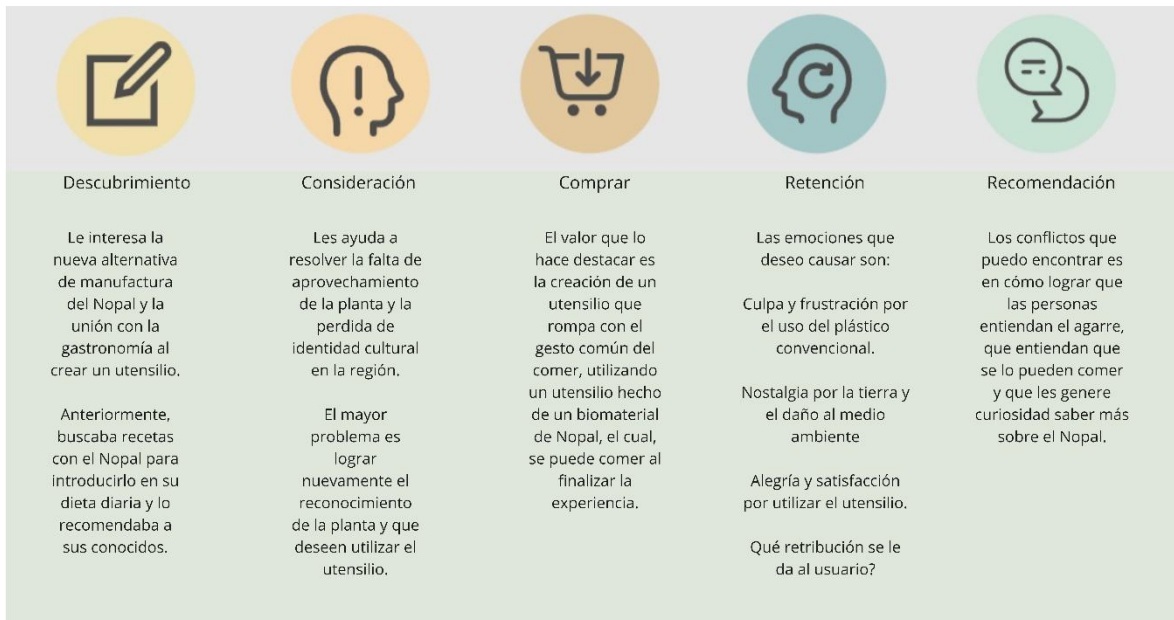 Descubrimiento
Le interesa la
nueva alternativa
de manufactura
del Nopal y la
unión con la
gastronomía al
crear un utensilio.
Anteriormente,
buscaba recetas
con el Nopal para
introducirlo en su
dieta diaria y lo
recomendaba a
sus conocidos.
Consideración
Les ayuda a
resolver la falta de
aprovechamiento
de la planta y la
perdida de
identidad cultural
en la región.
El mayor
problema es
lograr
nuevamente el
reconocimiento
de la planta y que
deseen utilizar el
utensilio.
Comprar
El valor que lo
hace destacar es
la creación de un
utensilio que
rompa con el
gesto común del
comer, utilizando
un utensilio hecho
de un biomaterial
de Nopal, el cual,
se puede comer al
finalizar la
experiencia.
Retención
Las emociones que
deseo causar son:
Culpa y frustración por
el uso del plástico
convencional.
Nostalgia por la tierra y
el daño al medio
ambiente
Alegría y satisfacción
por utilizar el utensilio.
Qué retribución se le
da al usuario?
Recomendación
Los conflictos que
puedo encontrar es
en cómo lograr que
las personas
entiendan el agarre,
que entiendan que
se lo pueden comer
y que les genere
curiosidad saber más
sobre el Nopal.